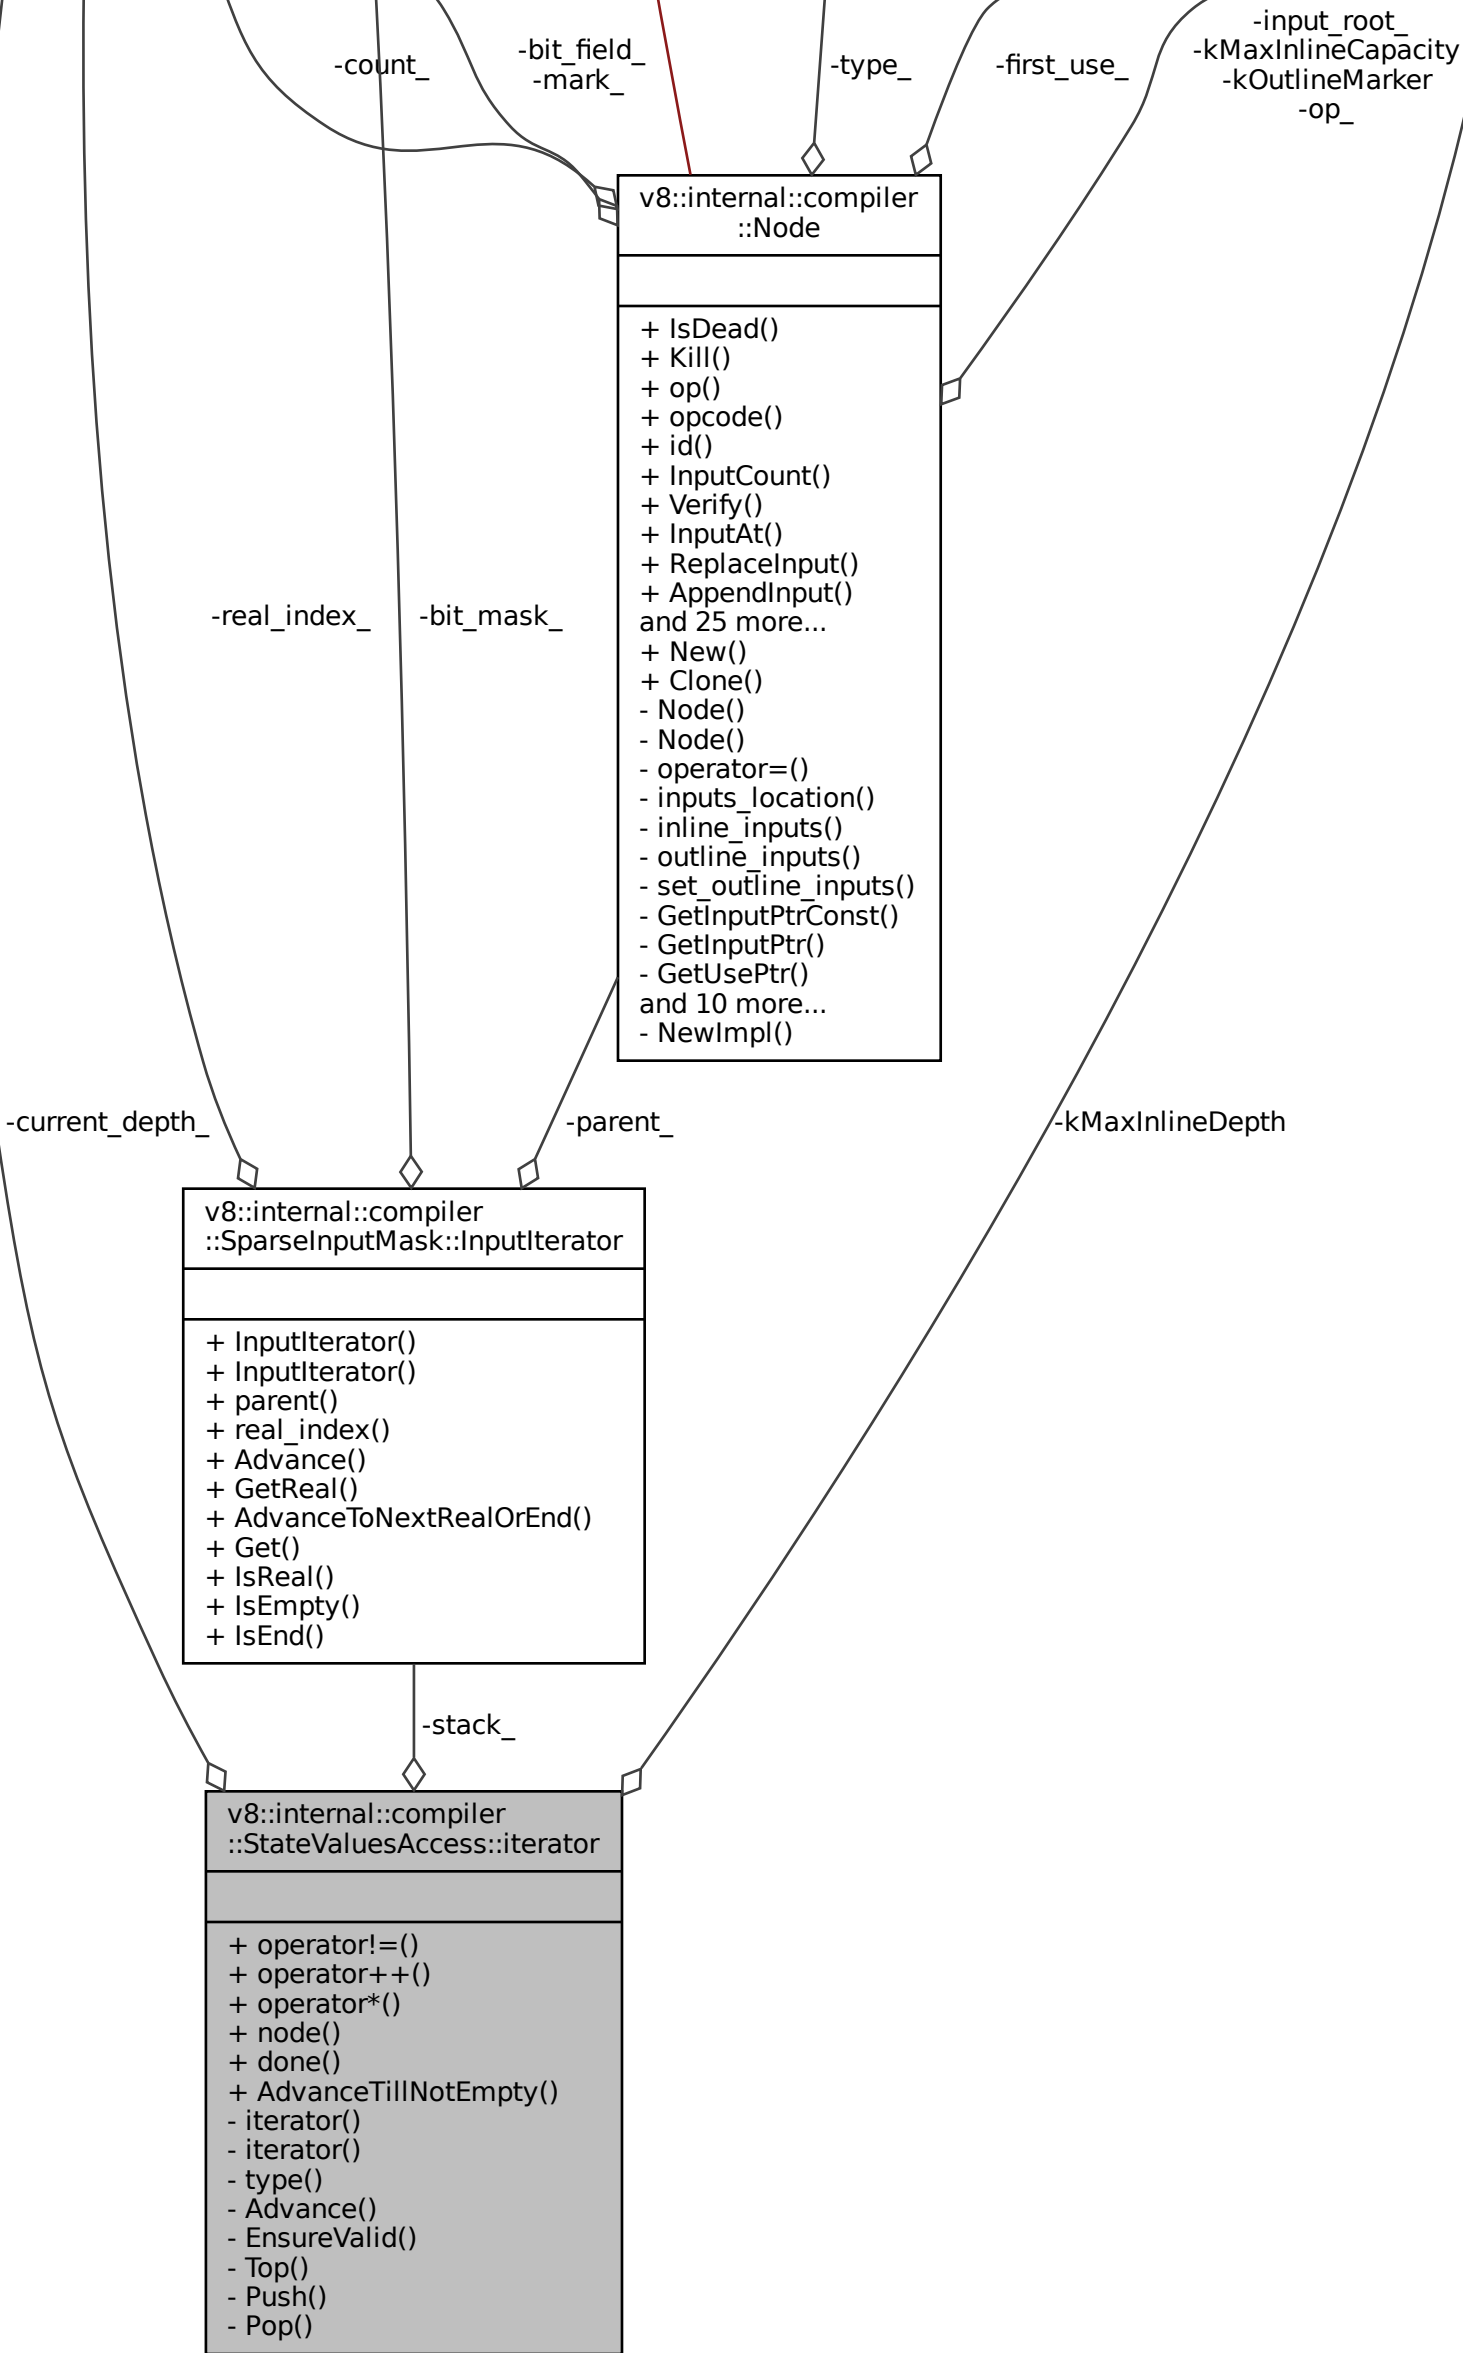 -count_
-bit_field_
-mark_
-type_
-first_use_
-input_root_
-kMaxInlineCapacity
-kOutlineMarker
-op_
v8::internal::compiler
::Node
+ IsDead()
+ Kill()
+ op()
+ opcode()
+ id()
+ InputCount()
+ Verify()
+ InputAt()
+ ReplaceInput()
+ AppendInput()
and 25 more...
+ New()
+ Clone()
- Node()
- Node()
- operator=()
- inputs_location()
- inline_inputs()
- outline_inputs()
- set_outline_inputs()
- GetInputPtrConst()
- GetInputPtr()
- GetUsePtr()
and 10 more...
- NewImpl()
-real_index_
-bit_mask_
-current_depth_
-parent_
-kMaxInlineDepth
v8::internal::compiler
::SparseInputMask::InputIterator
+ InputIterator()
+ InputIterator()
+ parent()
+ real_index()
+ Advance()
+ GetReal()
+ AdvanceToNextRealOrEnd()
+ Get()
+ IsReal()
+ IsEmpty()
+ IsEnd()
-stack_
v8::internal::compiler
::StateValuesAccess::iterator
+ operator!=()
+ operator++()
+ operator*()
+ node()
+ done()
+ AdvanceTillNotEmpty()
- iterator()
- iterator()
- type()
- Advance()
- EnsureValid()
- Top()
- Push()
- Pop()